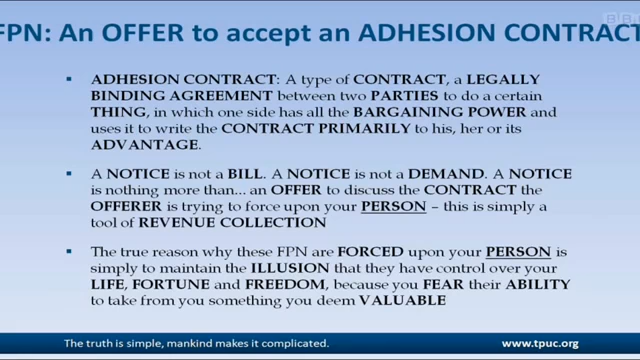 FPN: An OFFER to accept an ADHESION CONTRACT
▪ ADHESION CONTRACT: A type of CONTRACT, a LEGALLY
BINDING AGREEMENT between two PARTIES to do a certain
THING, in which one side has all the BARGAINING POWER and
uses it to write the CONTRACT PRIMARILY to his, her or its
ADVANTAGE.
▪ A NOTICE is not a BILL. A NOTICE is not a DEMAND. A NOTICE
is nothing more than... an OFFER to discuss the CONTRACT the
OFFERER is trying to force upon your PERSON – this is simply a
tool of REVENUE COLLECTION
▪ The true reason why these FPN are FORCED upon your PERSON is
simply to maintain the ILLUSION that they have control over your
LIFE, FORTUNE and FREEDOM, because you FEAR their ABILITY
to take from you something you deem VALUABLE
The truth is simple, mankind makes it complicated.
www.tpuc.org